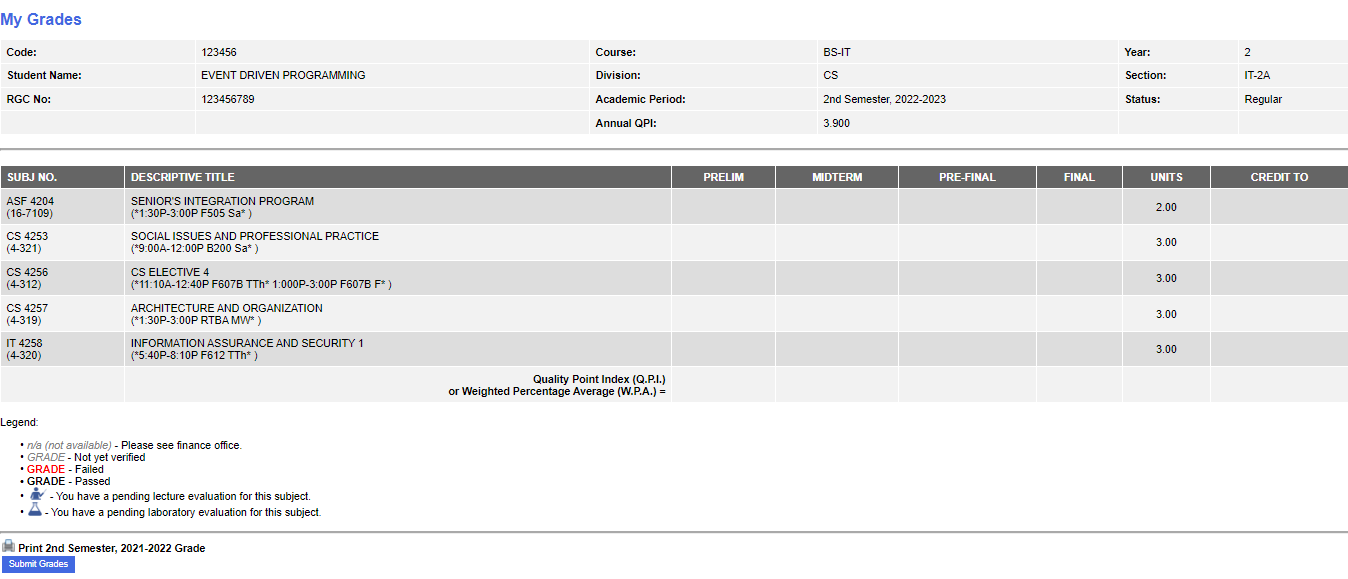 My Grades
Code: 123456 Course: BS-IT Year: 2
Student Name: EVENT DRIVEN PROGRAMMING Division: CS Section: IT-2A
RGC No: 123456789 Academic Period: 2nd Semester, 2022-2023 Status: Regular
Annual QPI: 3.900
SUBJ NO. DESCRIPTIVE TITLE PRELIM MIDTERM PRE-FINAL FINAL UNITS CREDIT TO
ASF 4204 SENIOR'S INTEGRATION PROGRAM 2.00
(16-7109) (*1:30P-3:00P F505 Sa* )
CS 4253 SOCIAL ISSUES AND PROFESSIONAL PRACTICE 3.00
(4-321) (*9:00A-12:00P B200 Sa* )
CS 4256 CS ELECTIVE 4 3.00
(4-312) (*11:10A-12:40P F607B TTh* 1:000P-3:00P F607B F* )
CS 4257 ARCHITECTURE AND ORGANIZATION 3.00
(4-319) (*1:30P-3:00P RTBA MW* )
IT 4258 INFORMATION ASSURANCE AND SECURITY 1 3.00
(4-320) (*5:40P-8:10P F612 TTh* )
Quality Point Index (Q.P.I.)
or Weighted Percentage Average (W.P.A.) =
Legend:
• n/a (not available) - Please see finance office.
• GRADE - Not yet verified
• GRADE - Failed
• GRADE - Passed
• - You have a pending lecture evaluation for this subject.
• - You have a pending laboratory evaluation for this subject.
Print 2nd Semester, 2021-2022 Grade
Submit Grades